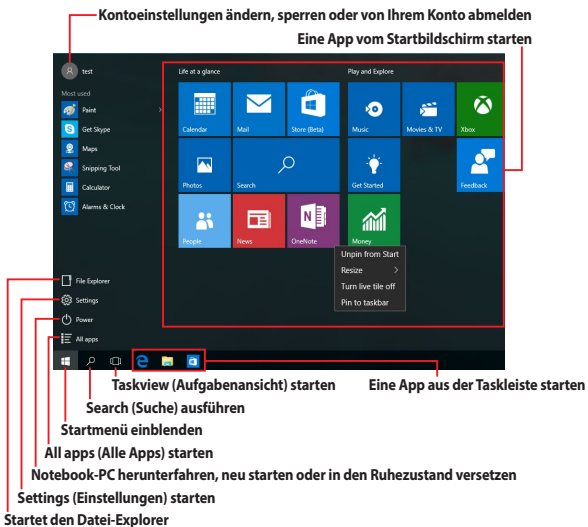 Kontoeinstellungen ändern, sperren oder von Ihrem Konto abmelden
Eine App vom Startbildschirm starten
test
Life at a glance
Play and Explore
Most used
Paint
Get Skype
Maps
Snipping Tool
Calculator
Alarms & Clock
Calendar
Mail
Store (Beta)
Music
Movies & TV
Xbox
Photos
Search
Get Started
Feedback
People
News
OneNote
Money
Unpin from Start
Resize
Turn live tile off
Pin to taskbar
File Explorer
Settings
Power
All apps
Taskview (Aufgabenansicht) starten
Eine App aus der Taskleiste starten
Search (Suche) ausführen
Startmenü einblenden
All apps (Alle Apps) starten
Notebook-PC herunterfahren, neu starten oder in den Ruhezustand versetzen
Settings (Einstellungen) starten
Startet den Datei-Explorer